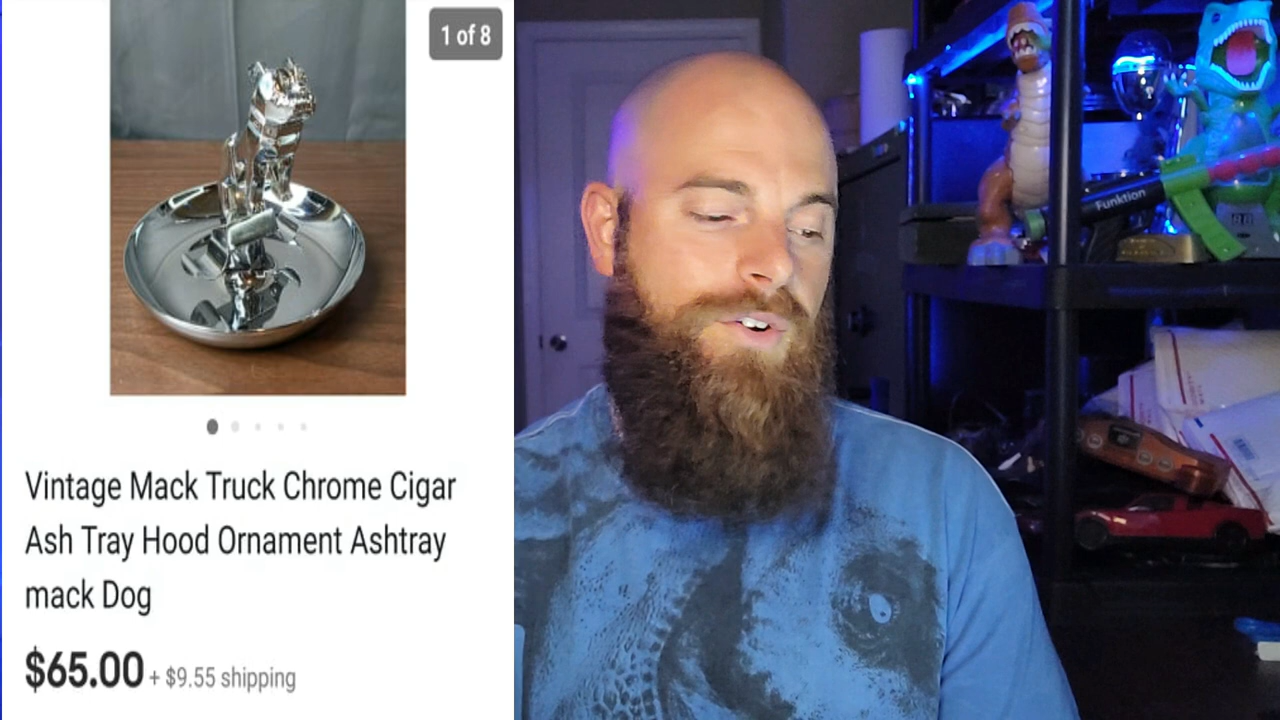 1 of 8
Vintage Mack Truck Chrome Cigar
Ash Tray Hood Ornament Ashtray
mack Dog
$65.00 + $9.55 shipping
Funktion